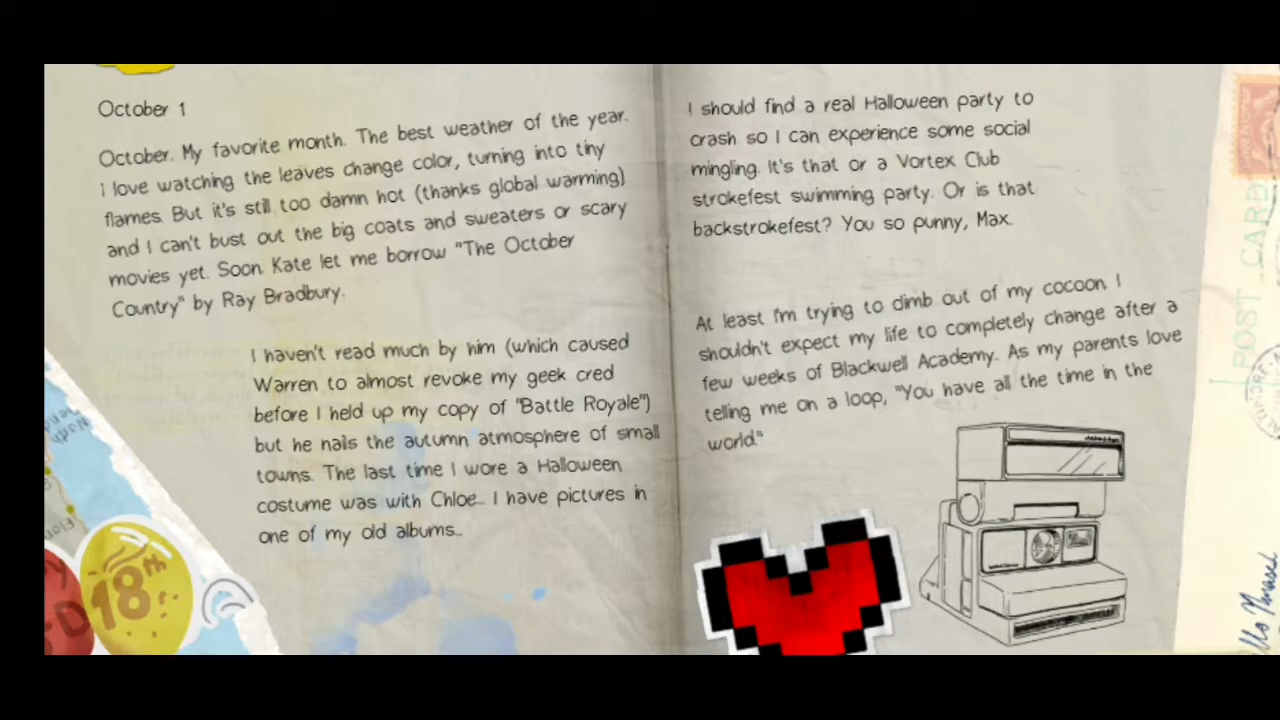 October 1
October. My favorite month. The best weather of the year.
I love watching the leaves change color, turning into tiny
flames. But it's still too damn hot (thanks global warming)
and I can't bust out the big coats and sweaters or scary
movies yet. Soon. Kate let me borrow "The October
Country" by Ray Bradbury.
I haven't read much by him (which caused
Warren to almost revoke my geek cred
before I held up my copy of "Battle Royale")
but he nails the autumn atmosphere of small
towns. The last time I wore a Halloween
costume was with Chloe... I have pictures in
one of my old albums...
18th
I should find a real Halloween party to
crash so I can experience some social
mingling. It's that or a Vortex Club
strokefest swimming party. Or is that
backstrokefest? You so punny, Max.
At least I'm trying to climb out of my cocoon. I
shouldn't expect my life to completely change after a
few weeks of Blackwell Academy. As my parents love
telling me on a loop, "You have all the time in the
world."
POST CARD